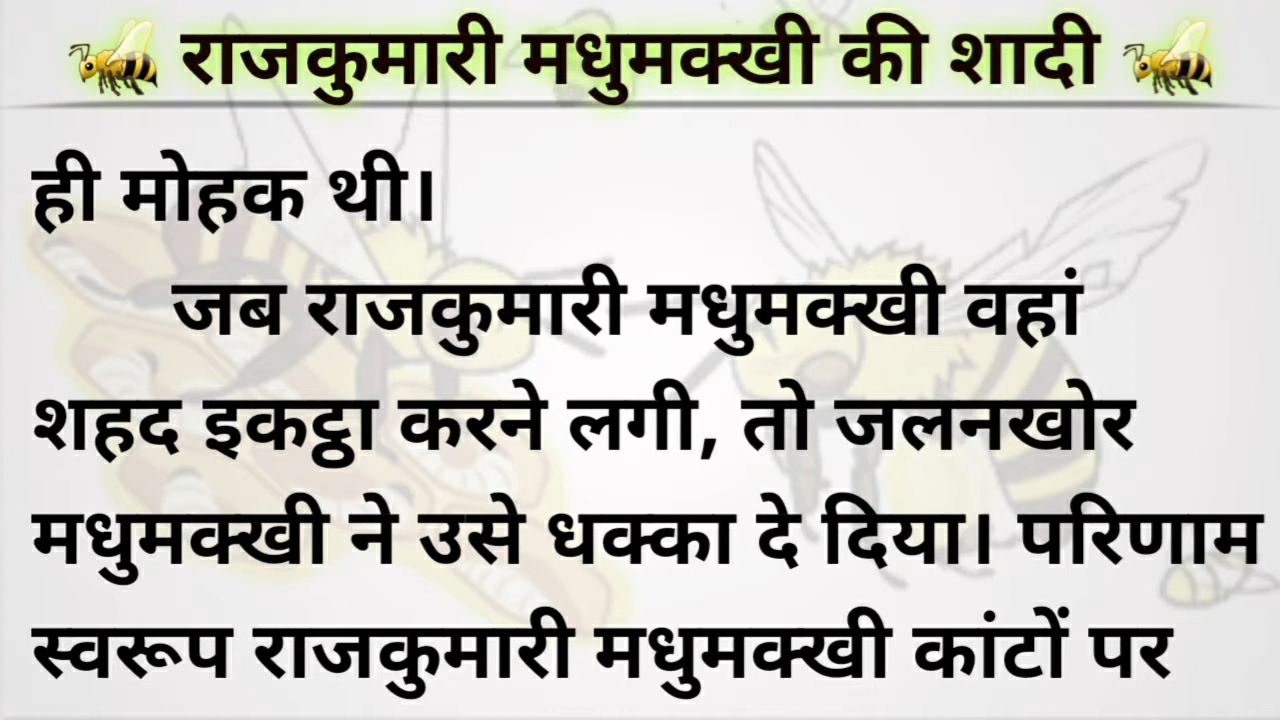 राजकुमारी मधुमक्खी की शादी
ही मोहक थी।
जब राजकुमारी मधुमक्खी वहां
शहद इकट्ठा करने लगी, तो जलनखोर
मधुमक्खी ने उसे धक्का दे दिया। परिणाम
स्वरूप राजकुमारी मधुमक्खी कांटों पर